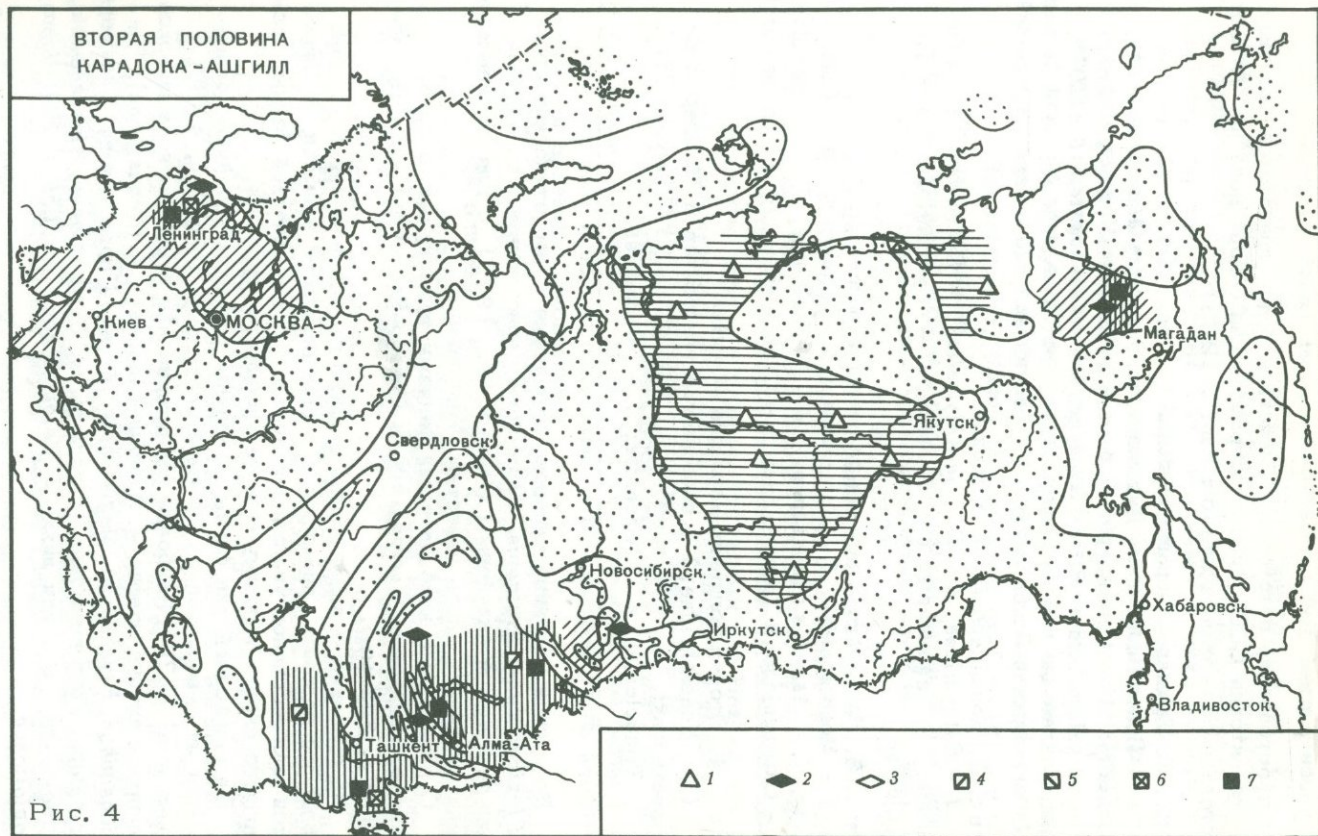 ВТОРАЯ ПОЛОВИНА
КАРАДОКА-АШГИЛЛ
Ленинград
Киев
МОСКВА
Магадан
Якутск
Свердловск
Новосибирск
Хабаровск
Иркутск
Владивосток
Ташкент
Алма-Ата
1 2 3 4 5 6 7
Рис. 4